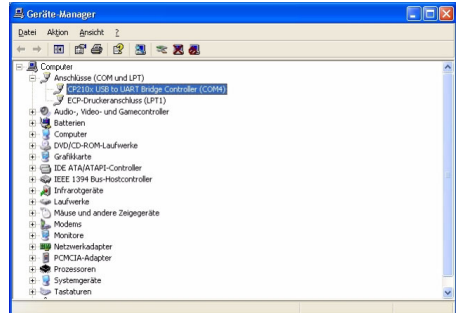 Geräte-Manager
Datei Aktion Ansicht ?
Computer
Anschlüsse (COM und LPT)
CP210x USB to UART Bridge Controller (COM4)
ECP-Druckeranschluss (LPT1)
Audio-, Video- und Gamecontroller
Batterien
Computer
DVD/CD-ROM-Laufwerke
Grafikkarte
IDE ATA/ATAPI-Controller
IEEE 1394 Bus-Hostcontroller
Infrarotgeräte
Laufwerke
Mäuse und andere Zeigegeräte
Modems
Monitore
Netzwerkadapter
PCMCIA-Adapter
Prozessoren
Systemgeräte
Tastaturen